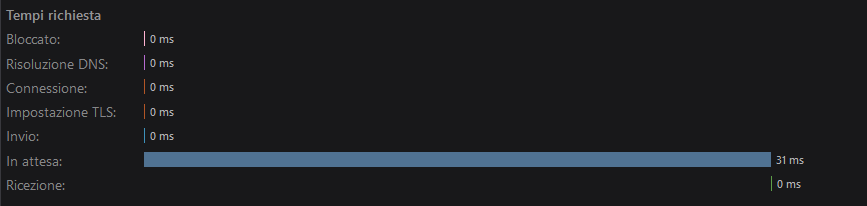 Tempi richiesta
Bloccato: 0 ms
Risoluzione DNS: 0 ms
Connessione: 0 ms
Impostazione TLS: 0 ms
Invio: 0 ms
In attesa: 31 ms
Ricezione: 0 ms